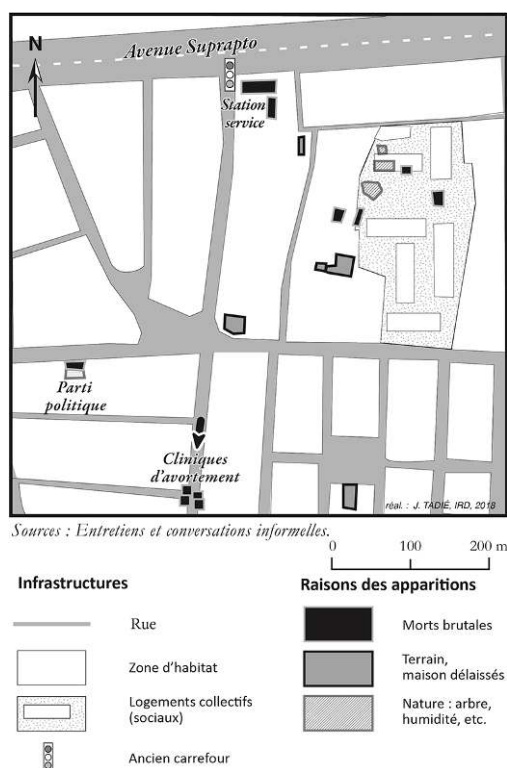 N
Avenue Suprapto
Station
service
Parti
politique
Cliniques
d'avortement
réal. : J. TADIÉ, IRD, 2018
Sources : Entretiens et conversations informelles.
0 100 200 m
Infrastructures
Rue
Zone d'habitat
Logements collectifs
(sociaux)
Ancien carrefour
Raisons des apparitions
Morts brutales
Terrain,
maison délaissés
Nature : arbre,
humidité, etc.